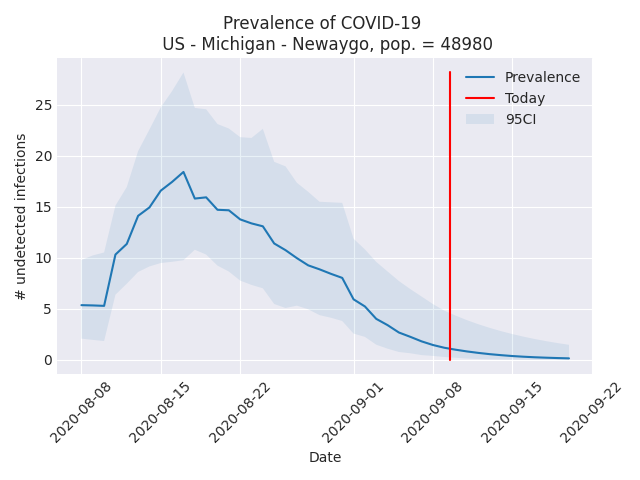 Prevalence of COVID-19
US - Michigan - Newaygo, pop. = 48980
Prevalence
Today
95CI
# undetected infections
25
20
15
10
5
0
2020-08-08
2020-08-15
2020-08-22
2020-09-01
2020-09-08
2020-09-15
2020-09-22
Date